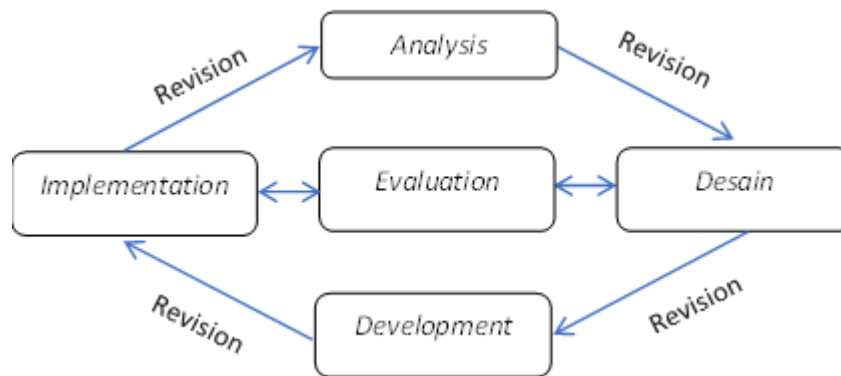 Analysis
Revision
Revision
Implementation
Evaluation
Desain
Development
Revision
Revision